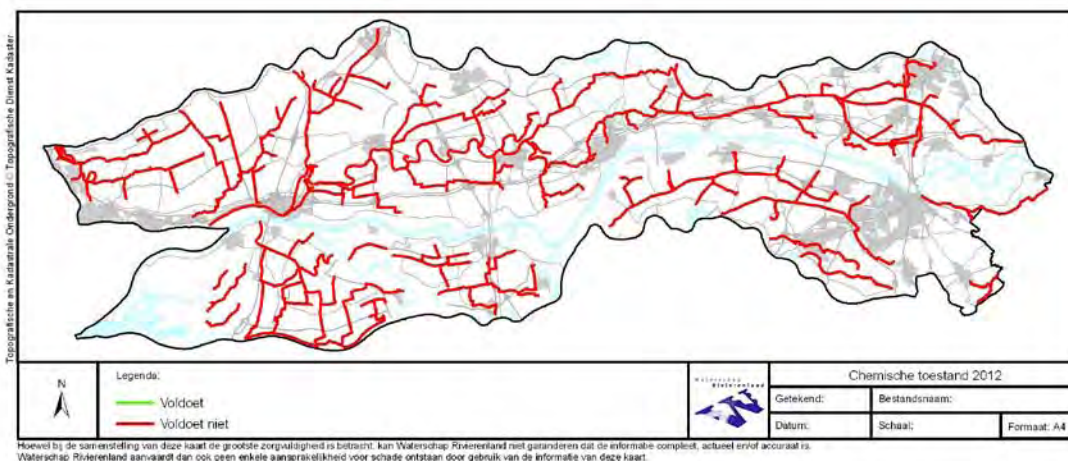 Topografische en Kadastrale Ondergrond © Topografische Dienst Kadaster
N
Legenda:
Voldoet
Voldoet niet
Waterschap
Rivierenland
Chemische toestand 2012
Getekend:
Bestandsnaam:
Datum:
Schaal:
Formaat: A4
Hoewel bij de samenstelling van deze kaart de grootste zorgvuldigheid is betracht, kan Waterschap Rivierenland niet garanderen dat de informatie compleet, actueel en/of accuraat is.
Waterschap Rivierenland aanvaardt dan ook geen enkele aansprakelijkheid voor schade ontstaan door gebruik van de informatie van deze kaart.